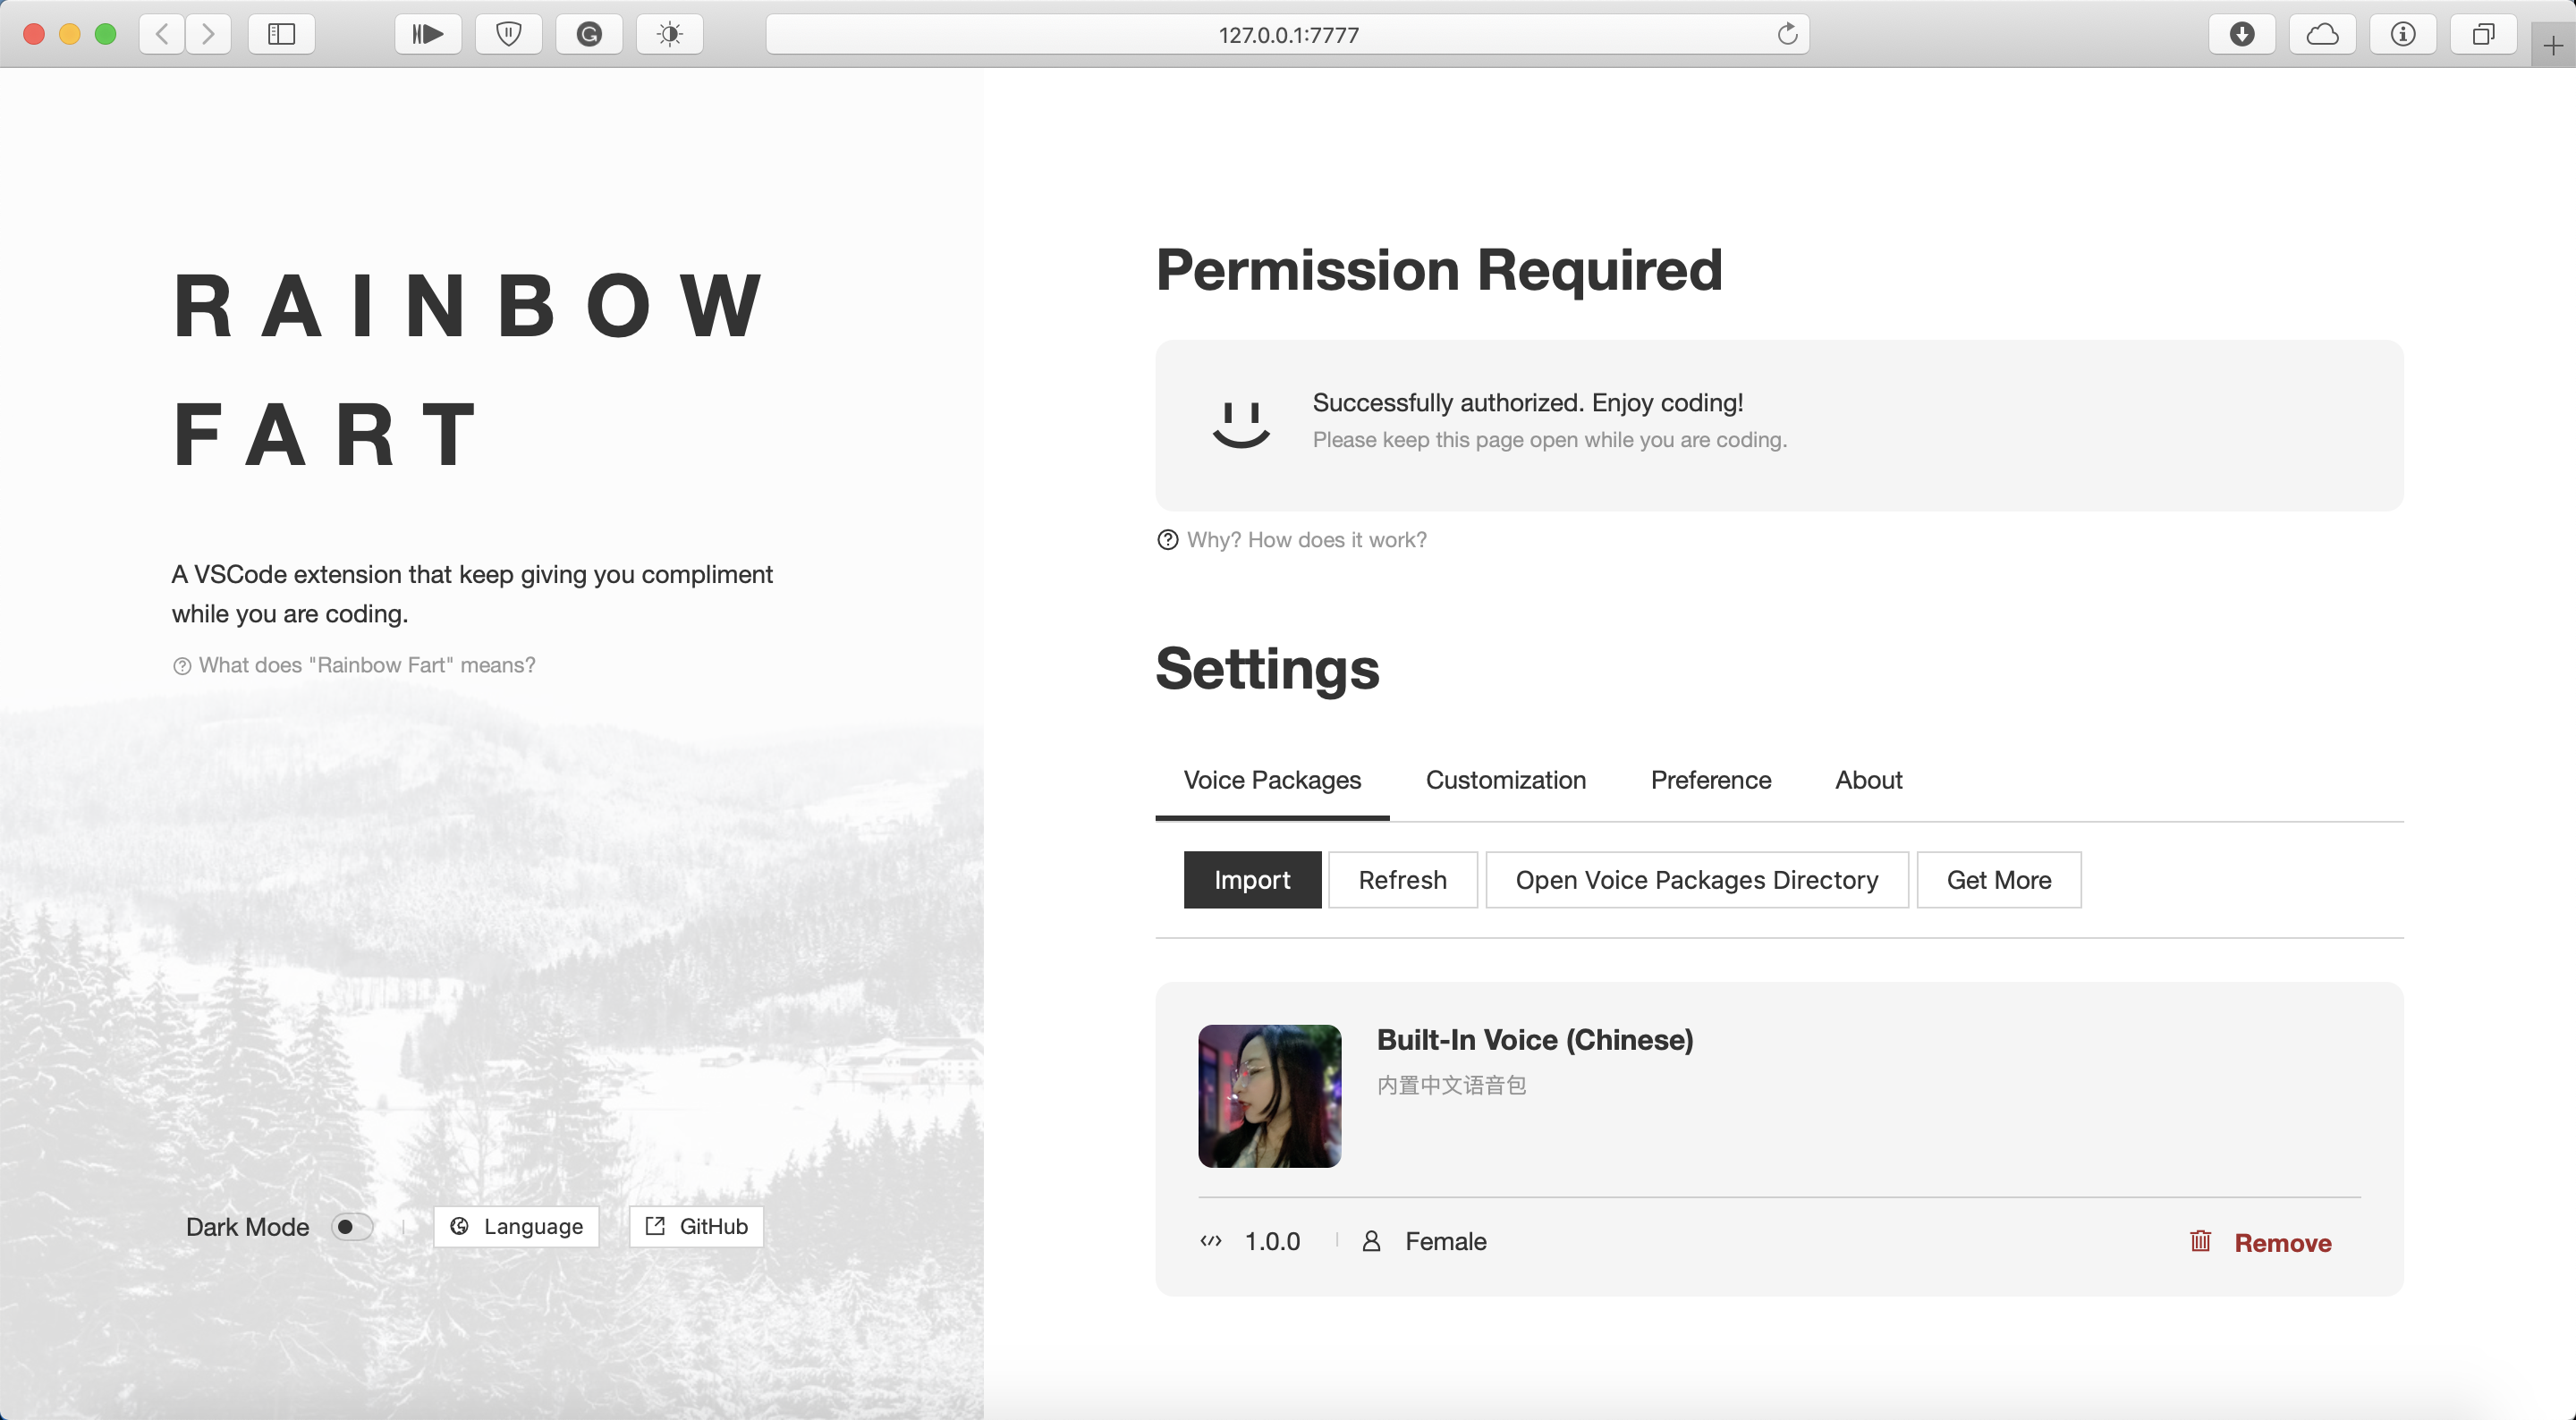 127.0.0.1:7777
RAINBOW
FART
A VSCode extension that keep giving you compliment
while you are coding.
What does "Rainbow Fart" means?
Dark Mode
Language
GitHub
Permission Required
Successfully authorized. Enjoy coding!
Please keep this page open while you are coding.
Why? How does it work?
Settings
Voice Packages Customization Preference About
Import Refresh Open Voice Packages Directory Get More
Built-In Voice (Chinese)
内置中文语音包
1.0.0 Female Remove